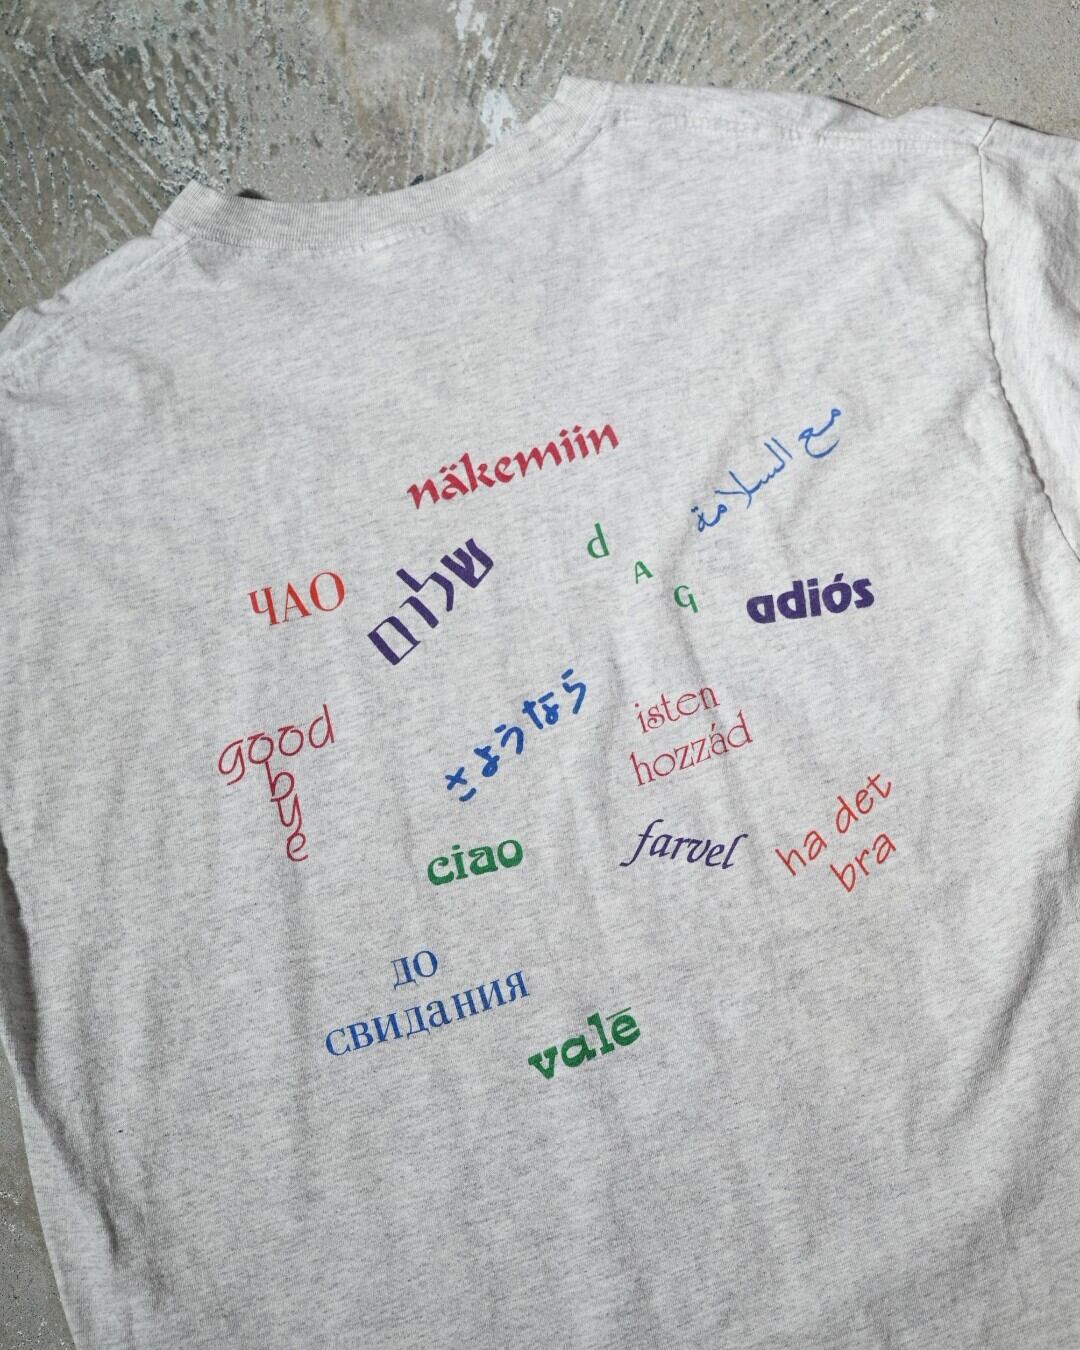 näkemiin
مع السلامة
ЧАО
שלום
d
A
G
adiós
good
b
y
e
さようなら
isten
hozzád
ciao
farvel
ha det
bra
до
свидания
valē